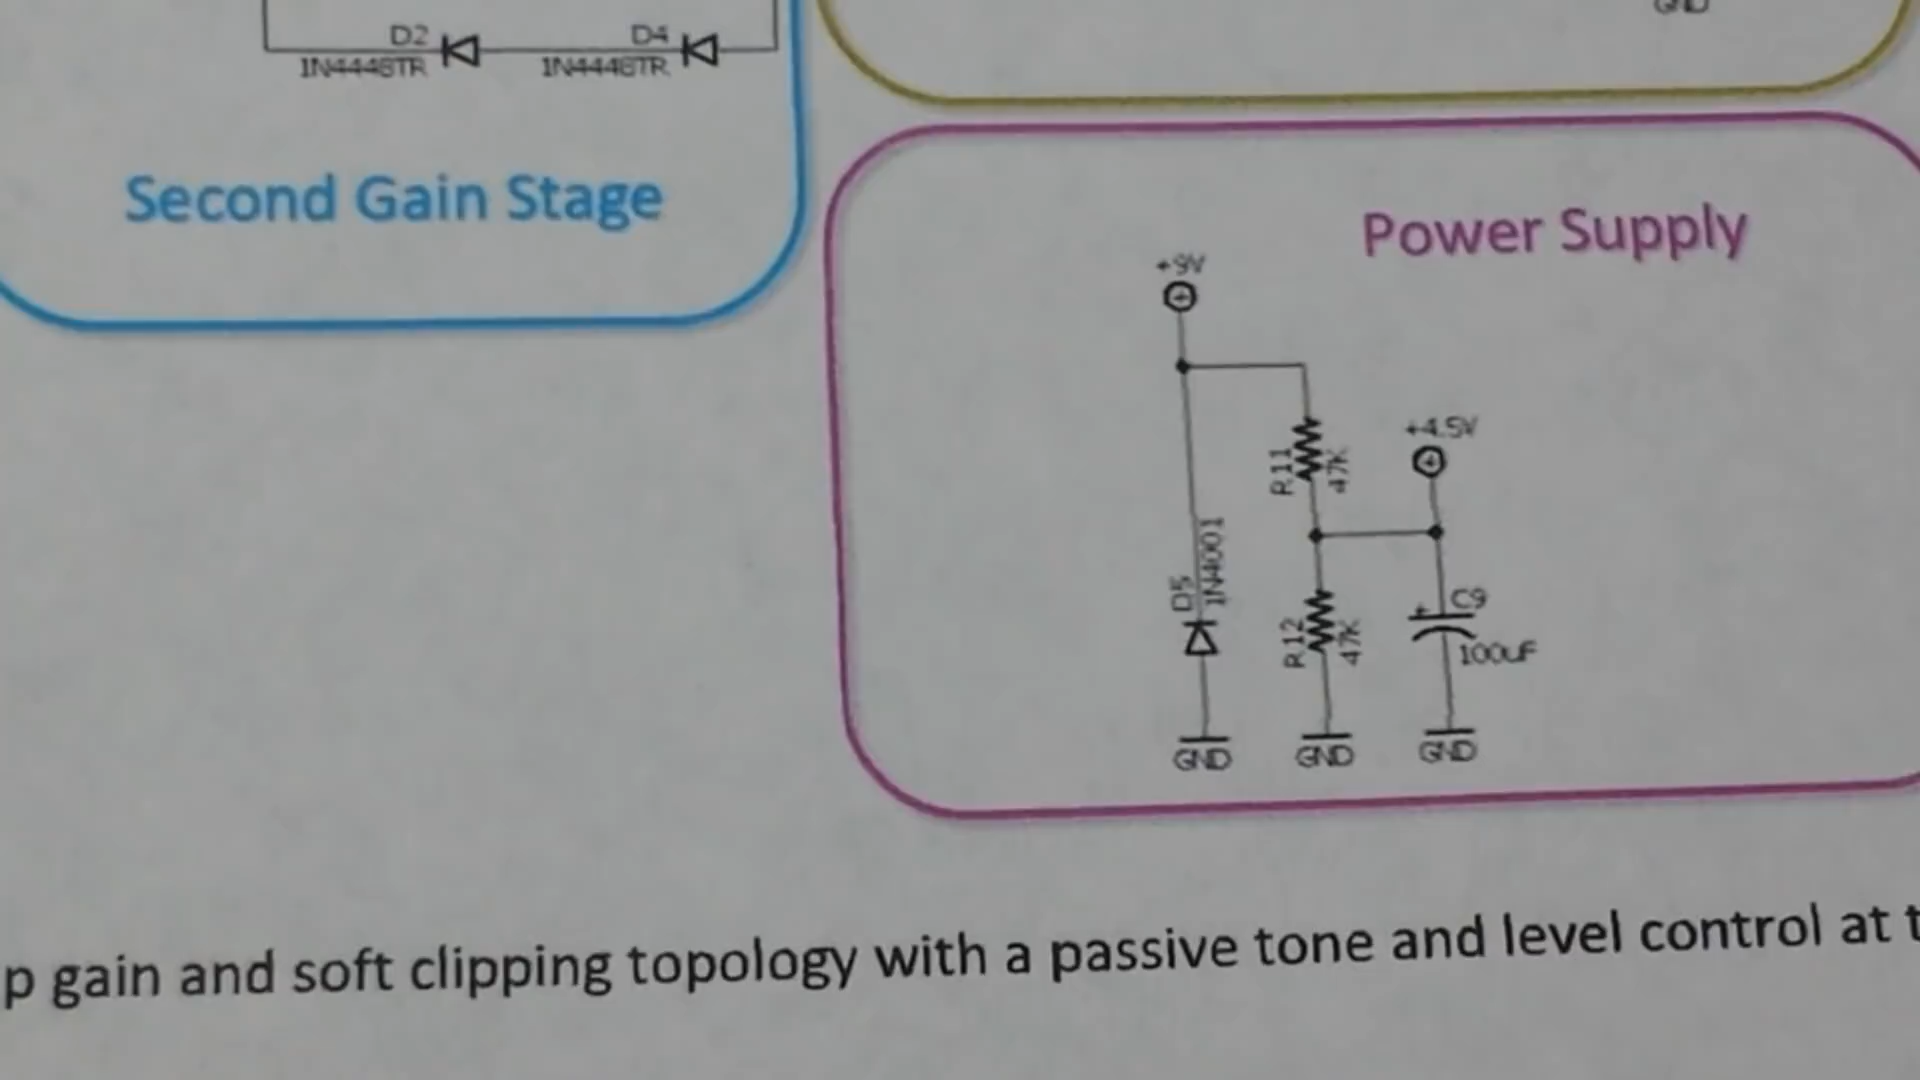 GND
D2
D4
1N4448TR
1N4448TR
Second Gain Stage
Power Supply
+9V
+4.5V
R11
47K
D5
1N4001
R12
47K
C9
100uF
GND
GND
GND
p gain and soft clipping topology with a passive tone and level control at t